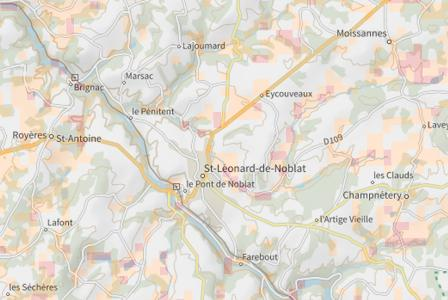 Moissannes
Lajoumard
Marsac
Brignac
Eycouveaux
le Pénitent
Royères
St-Antoine
D109
St-Léonard-de-Noblat
les Clauds
le Pont de Noblat
Champnétery
l'Artige Vieille
Lafont
Farebout
les Séchères